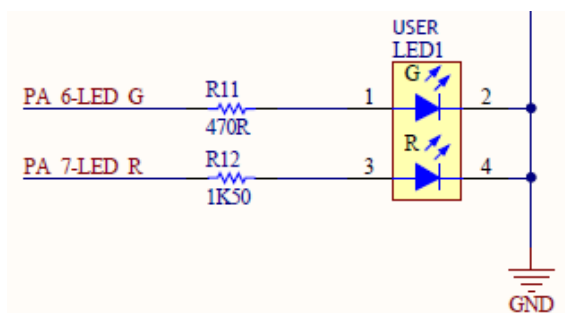 USER
LED1
G
PA 6-LED G
R11
1
2
470R
R
PA 7-LED R
R12
3
4
1K50
GND